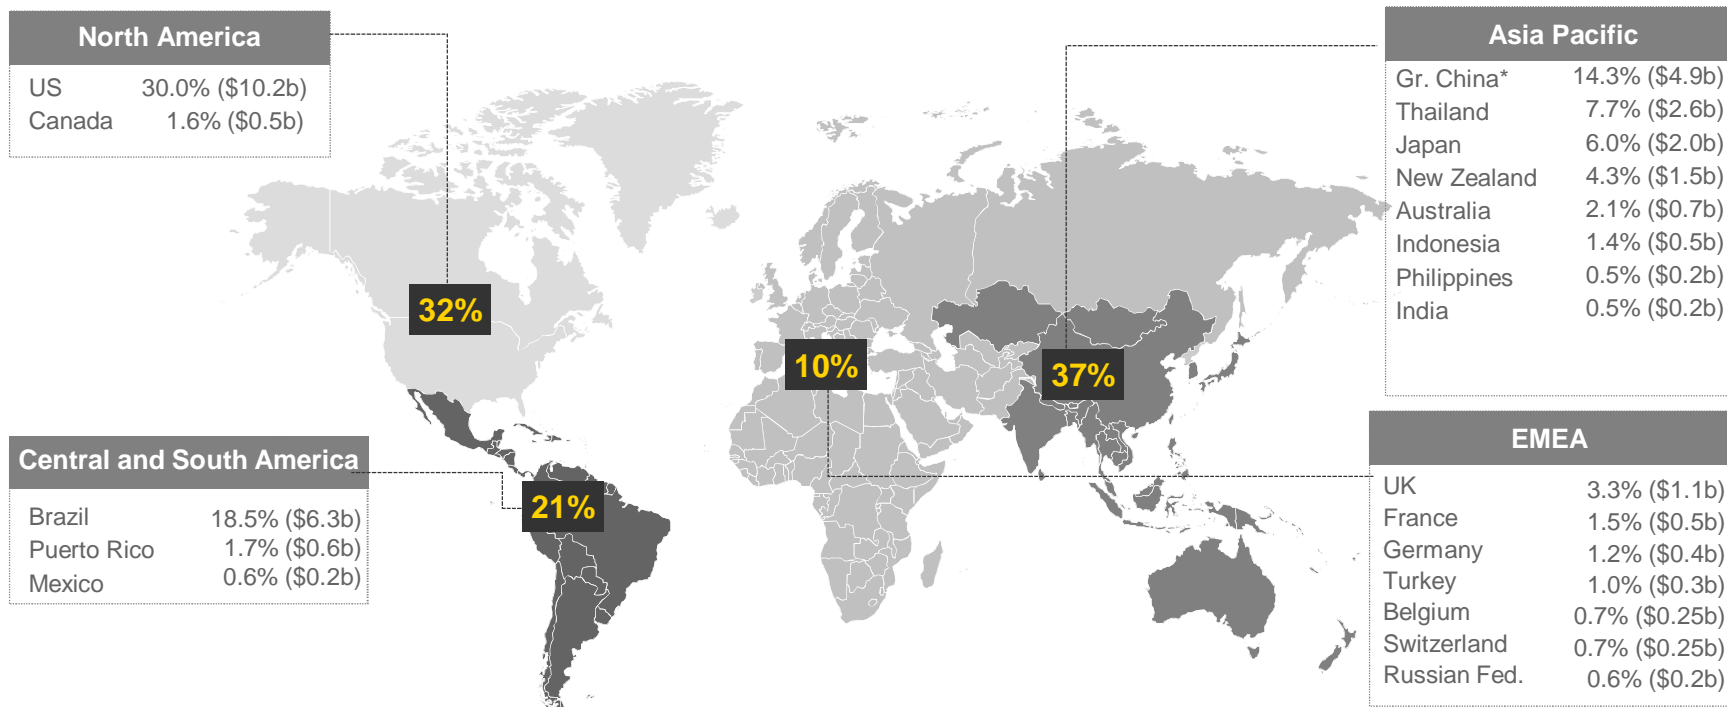 North America
US 30.0% ($10.2b)
Canada 1.6% ($0.5b)
Asia Pacific
Gr. China* 14.3% ($4.9b)
Thailand 7.7% ($2.6b)
Japan 6.0% ($2.0b)
New Zealand 4.3% ($1.5b)
Australia 2.1% ($0.7b)
Indonesia 1.4% ($0.5b)
Philippines 0.5% ($0.2b)
India 0.5% ($0.2b)
32%
10%
37%
Central and South America
Brazil 18.5% ($6.3b)
Puerto Rico 1.7% ($0.6b)
Mexico 0.6% ($0.2b)
21%
EMEA
UK 3.3% ($1.1b)
France 1.5% ($0.5b)
Germany 1.2% ($0.4b)
Turkey 1.0% ($0.3b)
Belgium 0.7% ($0.25b)
Switzerland 0.7% ($0.25b)
Russian Fed. 0.6% ($0.2b)